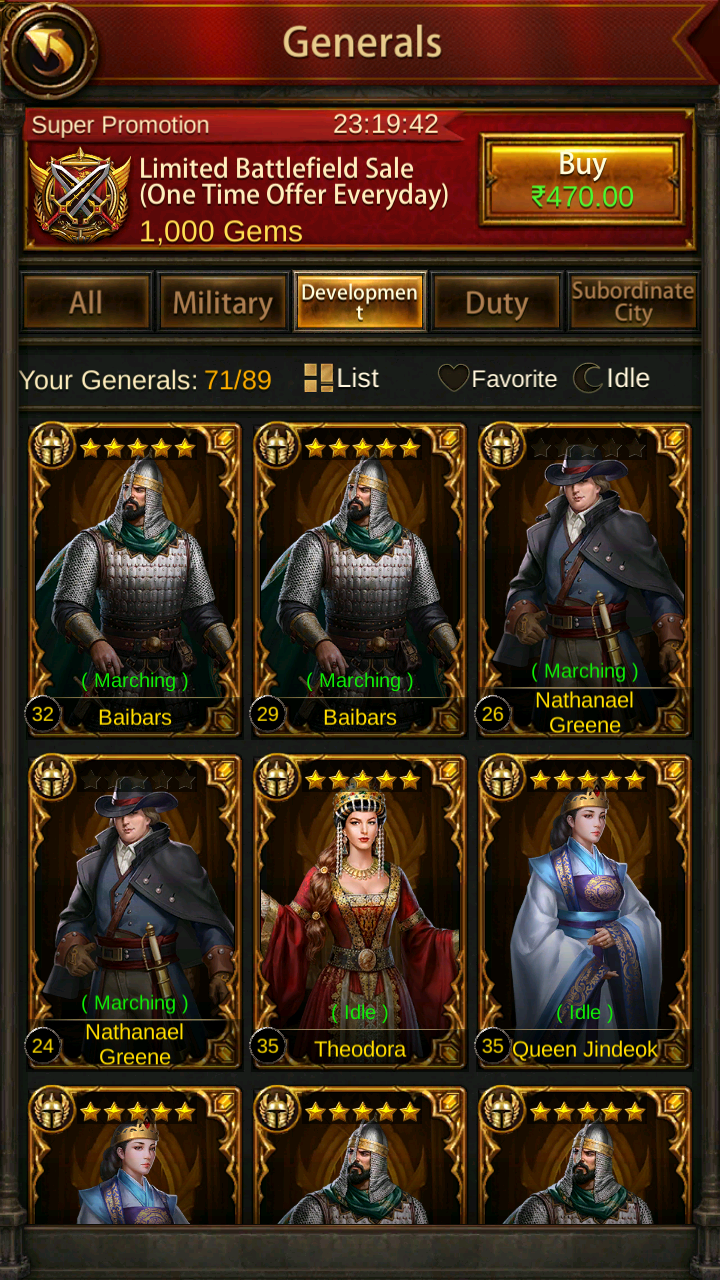 Generals
Super Promotion 23:19:42
Limited Battlefield Sale
(One Time Offer Everyday)
1,000 Gems
Buy
₹470.00
All Military Developmen
t Duty Subordinate
City
Your Generals: 71/89 List Favorite Idle
( Marching ) ( Marching ) ( Marching )
32 Baibars 29 Baibars 26 Nathanael
Greene
( Marching ) ( Idle ) ( Idle )
24 Nathanael
Greene 35 Theodora 35 Queen Jindeok